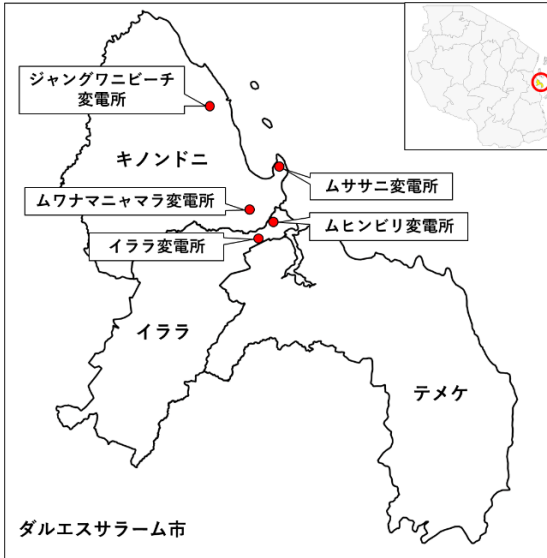 ジャングワニビーチ
変電所
キノンドニ
ムササニ変電所
ムワナマニャマラ変電所
ムヒンビリ変電所
イララ変電所
イララ
テメケ
ダルエスサラーム市